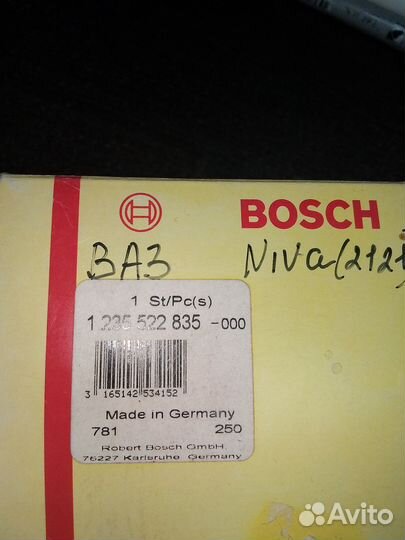 BOSCH
ВАЗ Niva(2121
1 St/Pc(s)
1 235 522 835 -000
3 165142 534152
Made in Germany
781 250
Robert Bosch GmbH
76227 Karlsruhe, Germany
Avito